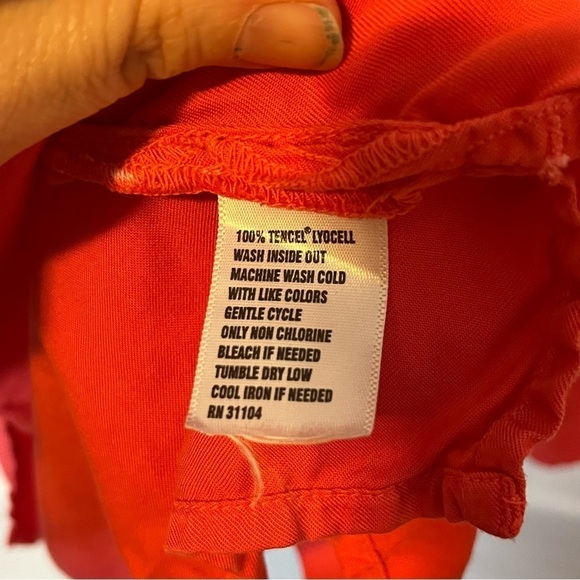 100% TENCEL® LYOCELL
WASH INSIDE OUT
MACHINE WASH COLD
WITH LIKE COLORS
GENTLE CYCLE
ONLY NON CHLORINE
BLEACH IF NEEDED
TUMBLE DRY LOW
COOL IRON IF NEEDED
RN 31104